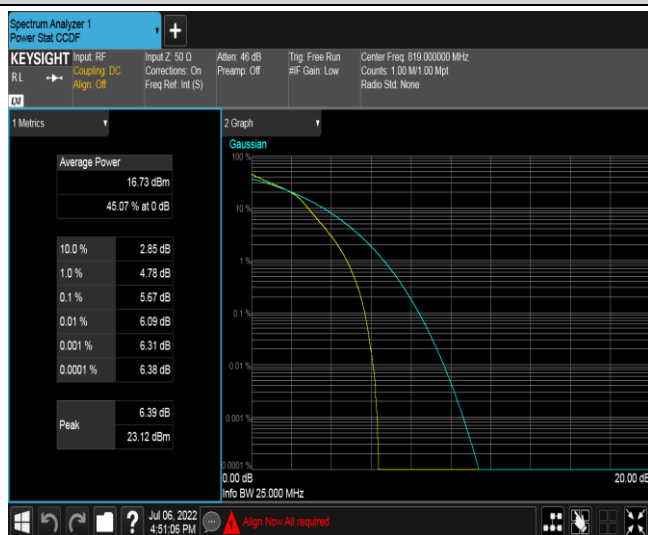 Spectrum Analyzer 1
Power Stat CCDF
+
KEYSIGHT
RL
LXI
Input: RF
Coupling: DC
Align: Off
Input Z: 50 Ω
Corrections: On
Freq Ref: Int (S)
Atten: 46 dB
Preamp: Off
Trig: Free Run
#IF Gain: Low
Center Freq: 819.000000 MHz
Counts: 1.00 M/1.00 Mpt
Radio Std: None
1 Metrics
Average Power
16.73 dBm
45.07 % at 0 dB
10.0 % 2.85 dB
1.0 % 4.78 dB
0.1 % 5.67 dB
0.01 % 6.09 dB
0.001 % 6.31 dB
0.0001 % 6.38 dB
Peak
6.39 dB
23.12 dBm
2 Graph
Gaussian
100 %
10 %
1 %
0.1 %
0.01 %
0.001 %
0.0001 %
0.00 dB 20.00 dB
Info BW 25.000 MHz
?
Jul 06, 2022
4:51:06 PM
Align Now All required